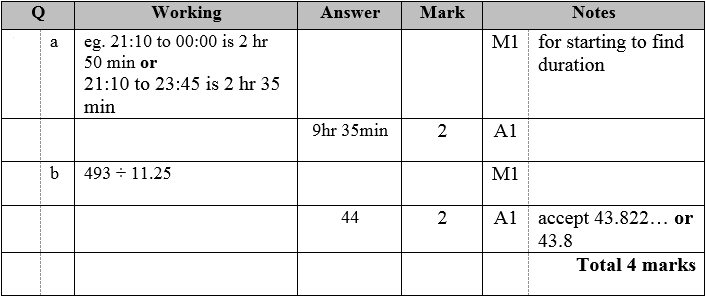 Q Working Answer Mark Notes
a eg. 21:10 to 00:00 is 2 hr M1 for starting to find
50 min or duration
21:10 to 23:45 is 2 hr 35
min
9hr 35min 2 A1
b 493 ÷ 11.25 M1
44 2 A1 accept 43.822… or
43.8
Total 4 marks